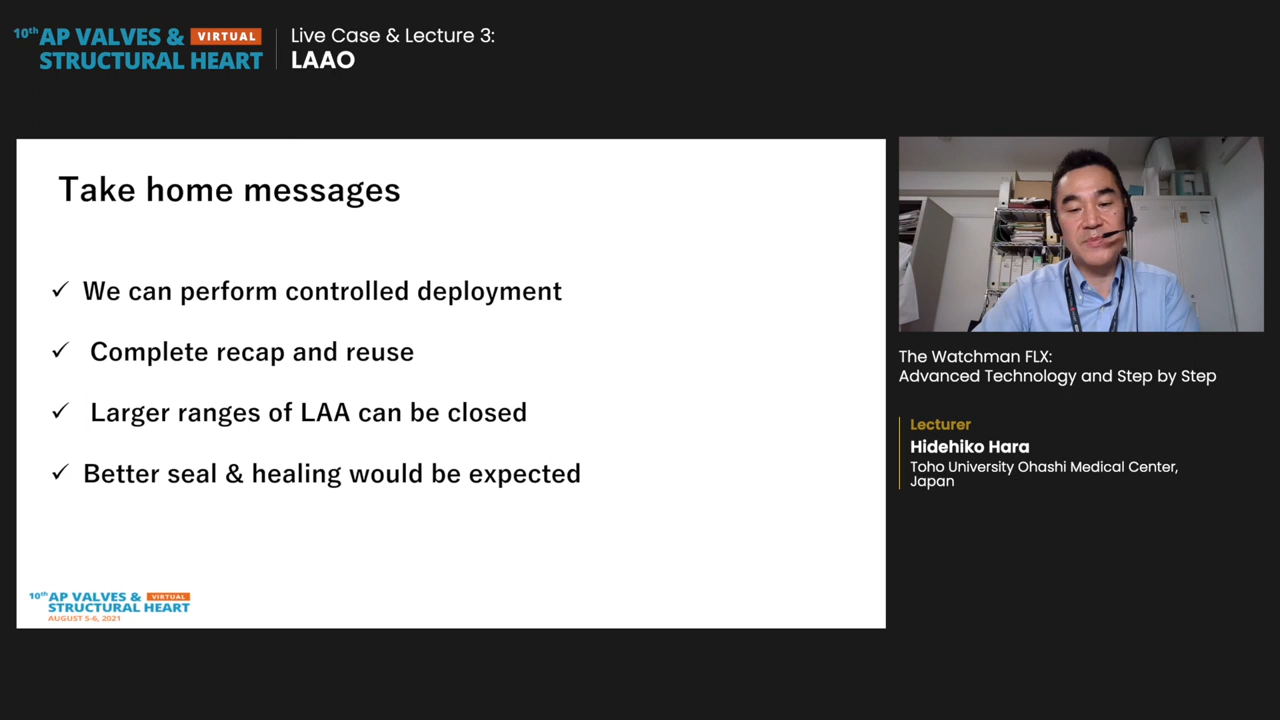 10th AP VALVES & VIRTUAL
STRUCTURAL HEART
Live Case & Lecture 3:
LAAO
Take home messages
✓ We can perform controlled deployment
✓ Complete recap and reuse
✓ Larger ranges of LAA can be closed
✓ Better seal & healing would be expected
10th AP VALVES & VIRTUAL
STRUCTURAL HEART
AUGUST 5-6, 2021
The Watchman FLX:
Advanced Technology and Step by Step
Lecturer
Hidehiko Hara
Toho University Ohashi Medical Center,
Japan